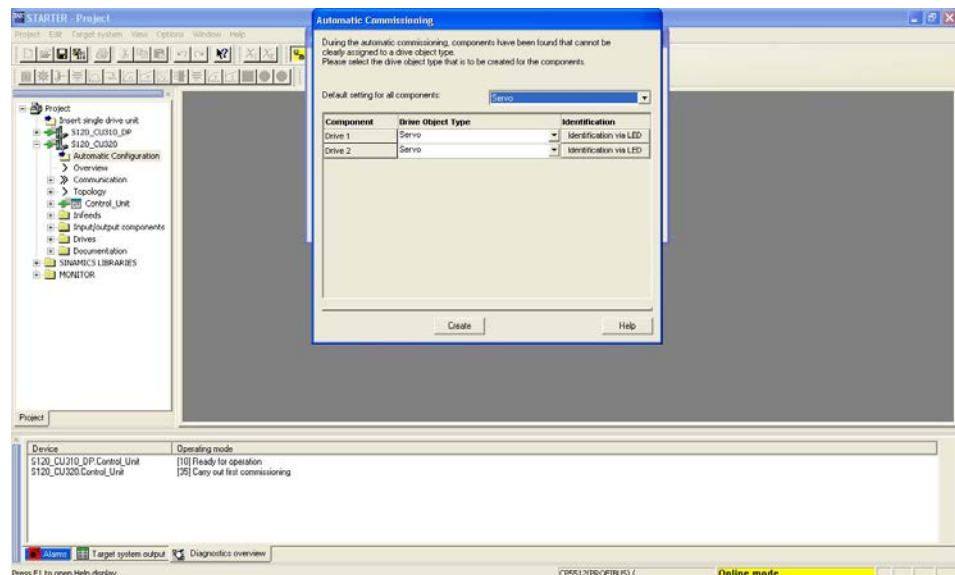 STARTER - Project
Project Edit Target system View Options Window Help
Automatic Commissioning
During the automatic commissioning, components have been found that cannot be
clearly assigned to a drive object type.
Please select the drive object type that is to be created for the components.
Default setting for all components:
Servo
Component Drive Object Type Identification
Drive 1 Servo Identification via LED
Drive 2 Servo Identification via LED
Create Help
Project
Insert single drive unit
S120_CU310_DP
S120_CU320
Automatic Configuration
Overview
Communication
Topology
Control_Unit
Infeeds
Input/output components
Drives
Documentation
SINAMICS LIBRARIES
MONITOR
Project
Device Operating mode
S120_CU310_DP.Control_Unit [10] Ready for operation
S120_CU320.Control_Unit [35] Carry out first commissioning
Alarms Target system output Diagnostics overview
Press F1 to open Help display. CP5512(PROFIBUS) ( Online mode